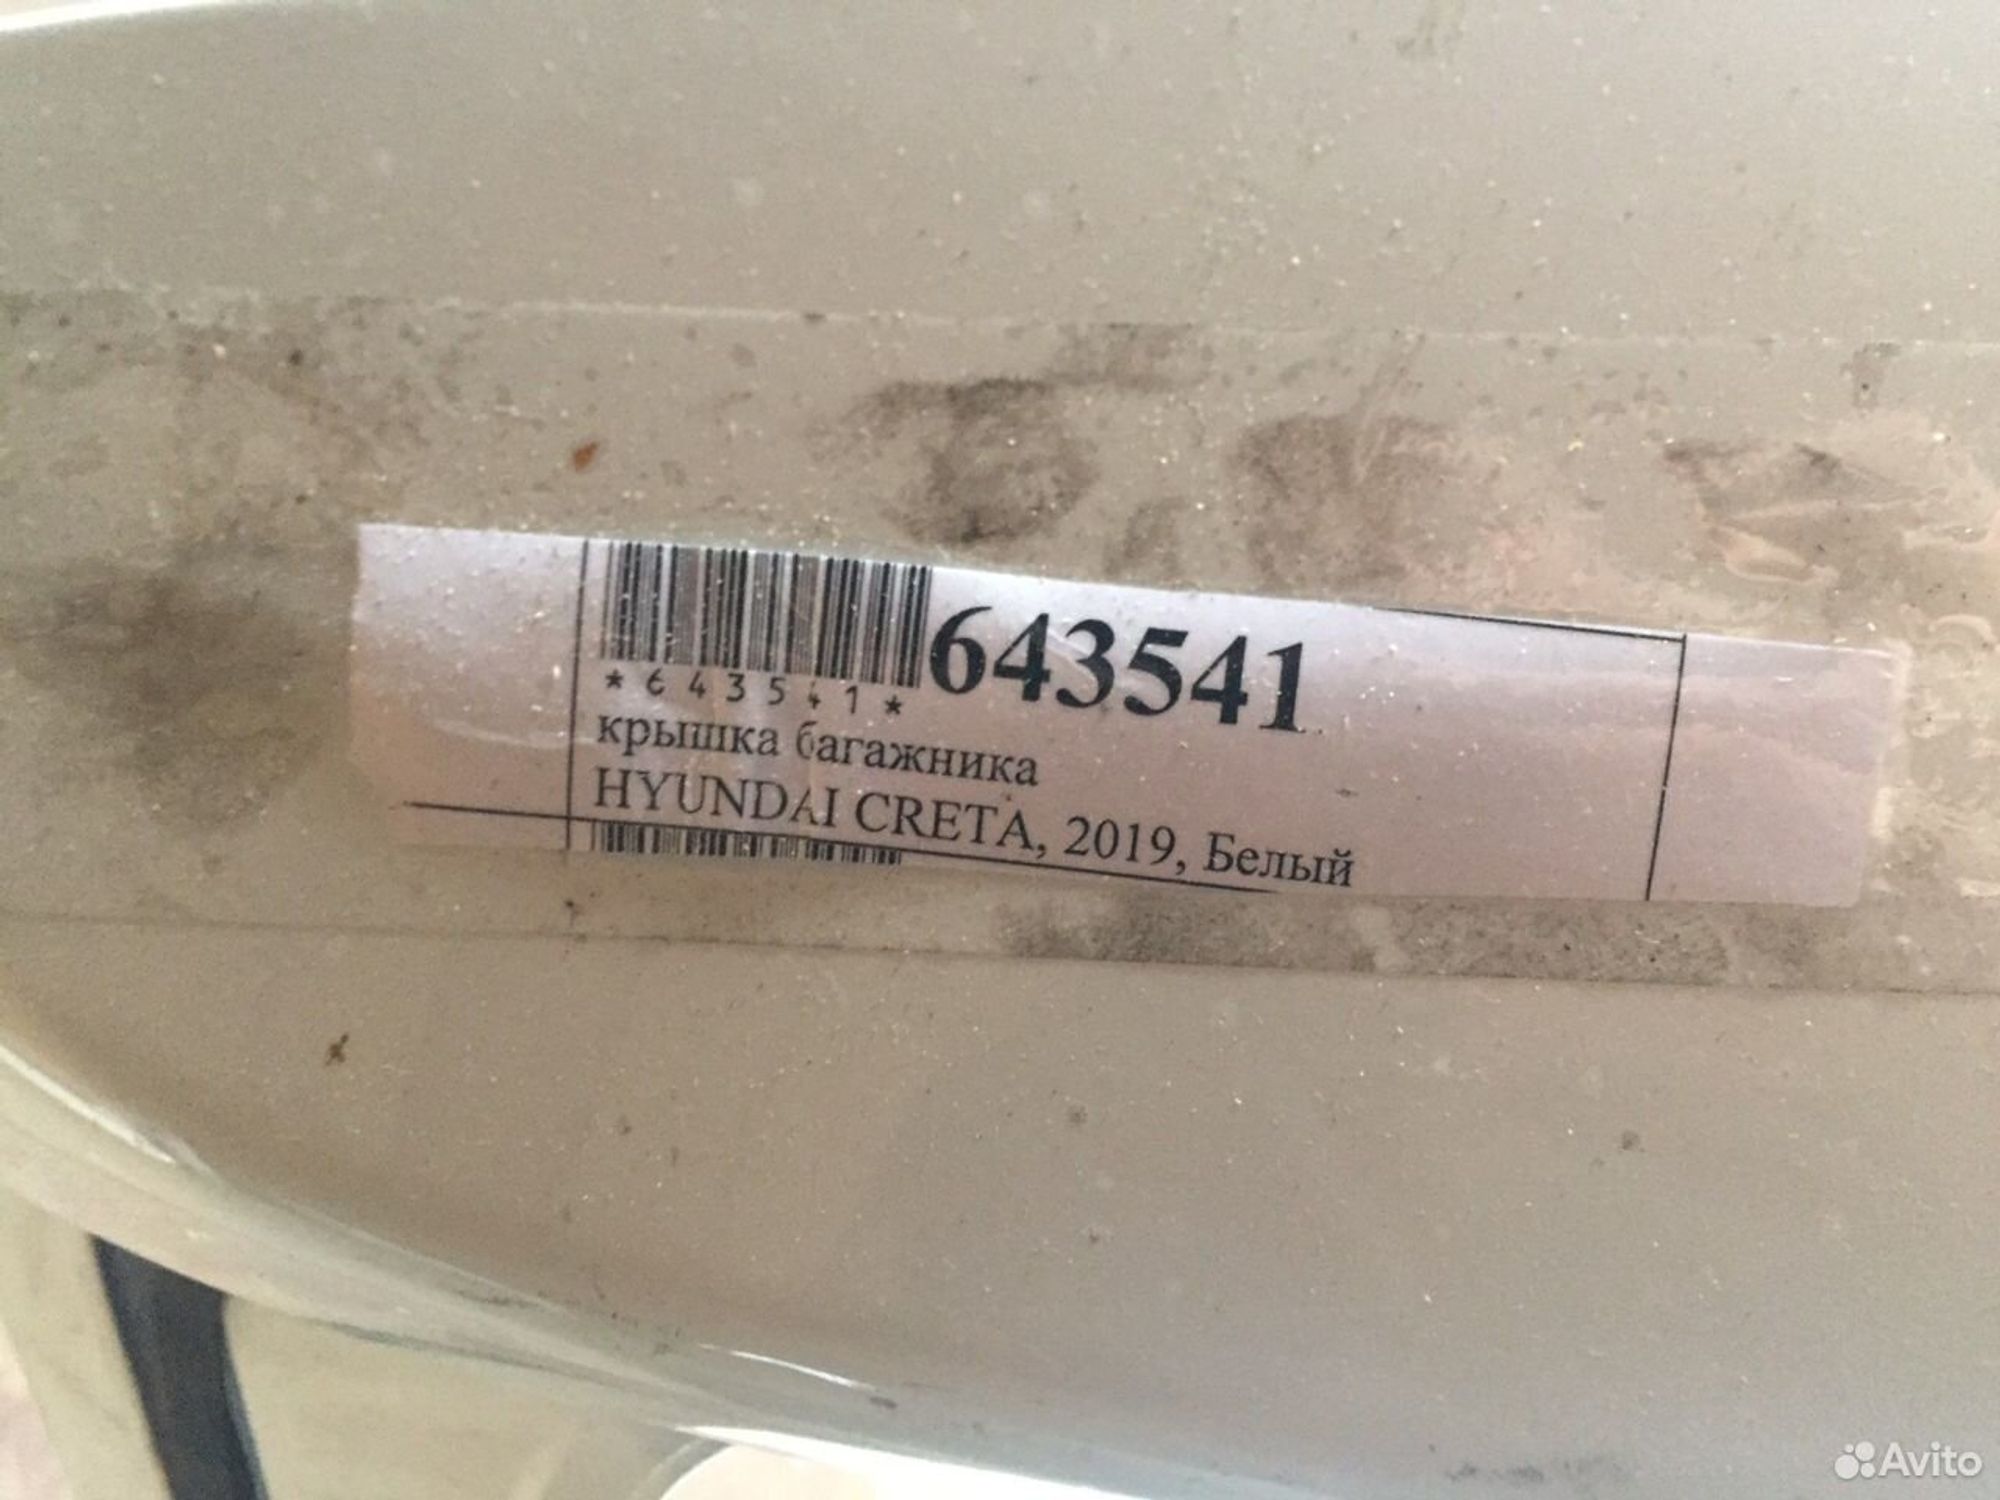 643541
*643541*
крышка багажника
HYUNDAI CRETA, 2019, Белый
Avito